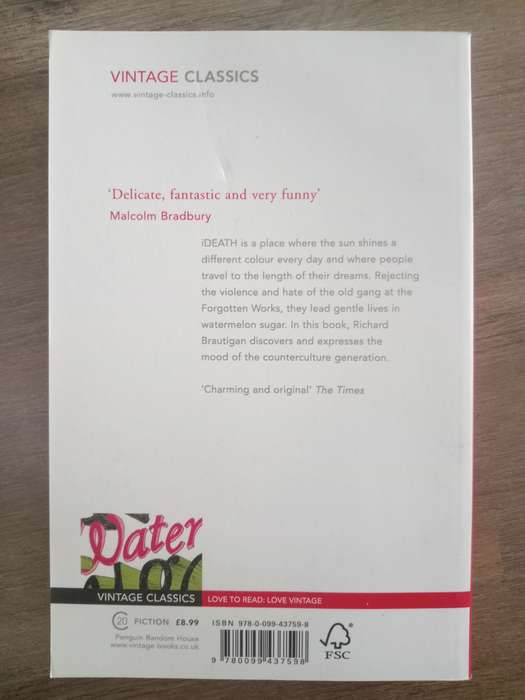 VINTAGE CLASSICS
www.vintage-classics.info
‘Delicate, fantastic and very funny’
Malcolm Bradbury
iDEATH is a place where the sun shines a
different colour every day and where people
travel to the length of their dreams. Rejecting
the violence and hate of the old gang at the
Forgotten Works, they lead gentle lives in
watermelon sugar. In this book, Richard
Brautigan discovers and expresses the
mood of the counterculture generation.
‘Charming and original’ The Times
Water
VINTAGE CLASSICS
LOVE TO READ: LOVE VINTAGE
20 FICTION £8.99
Penguin Random House
www.vintage-books.co.uk
ISBN 978-0-099-43759-8
9 780099 437598
FSC